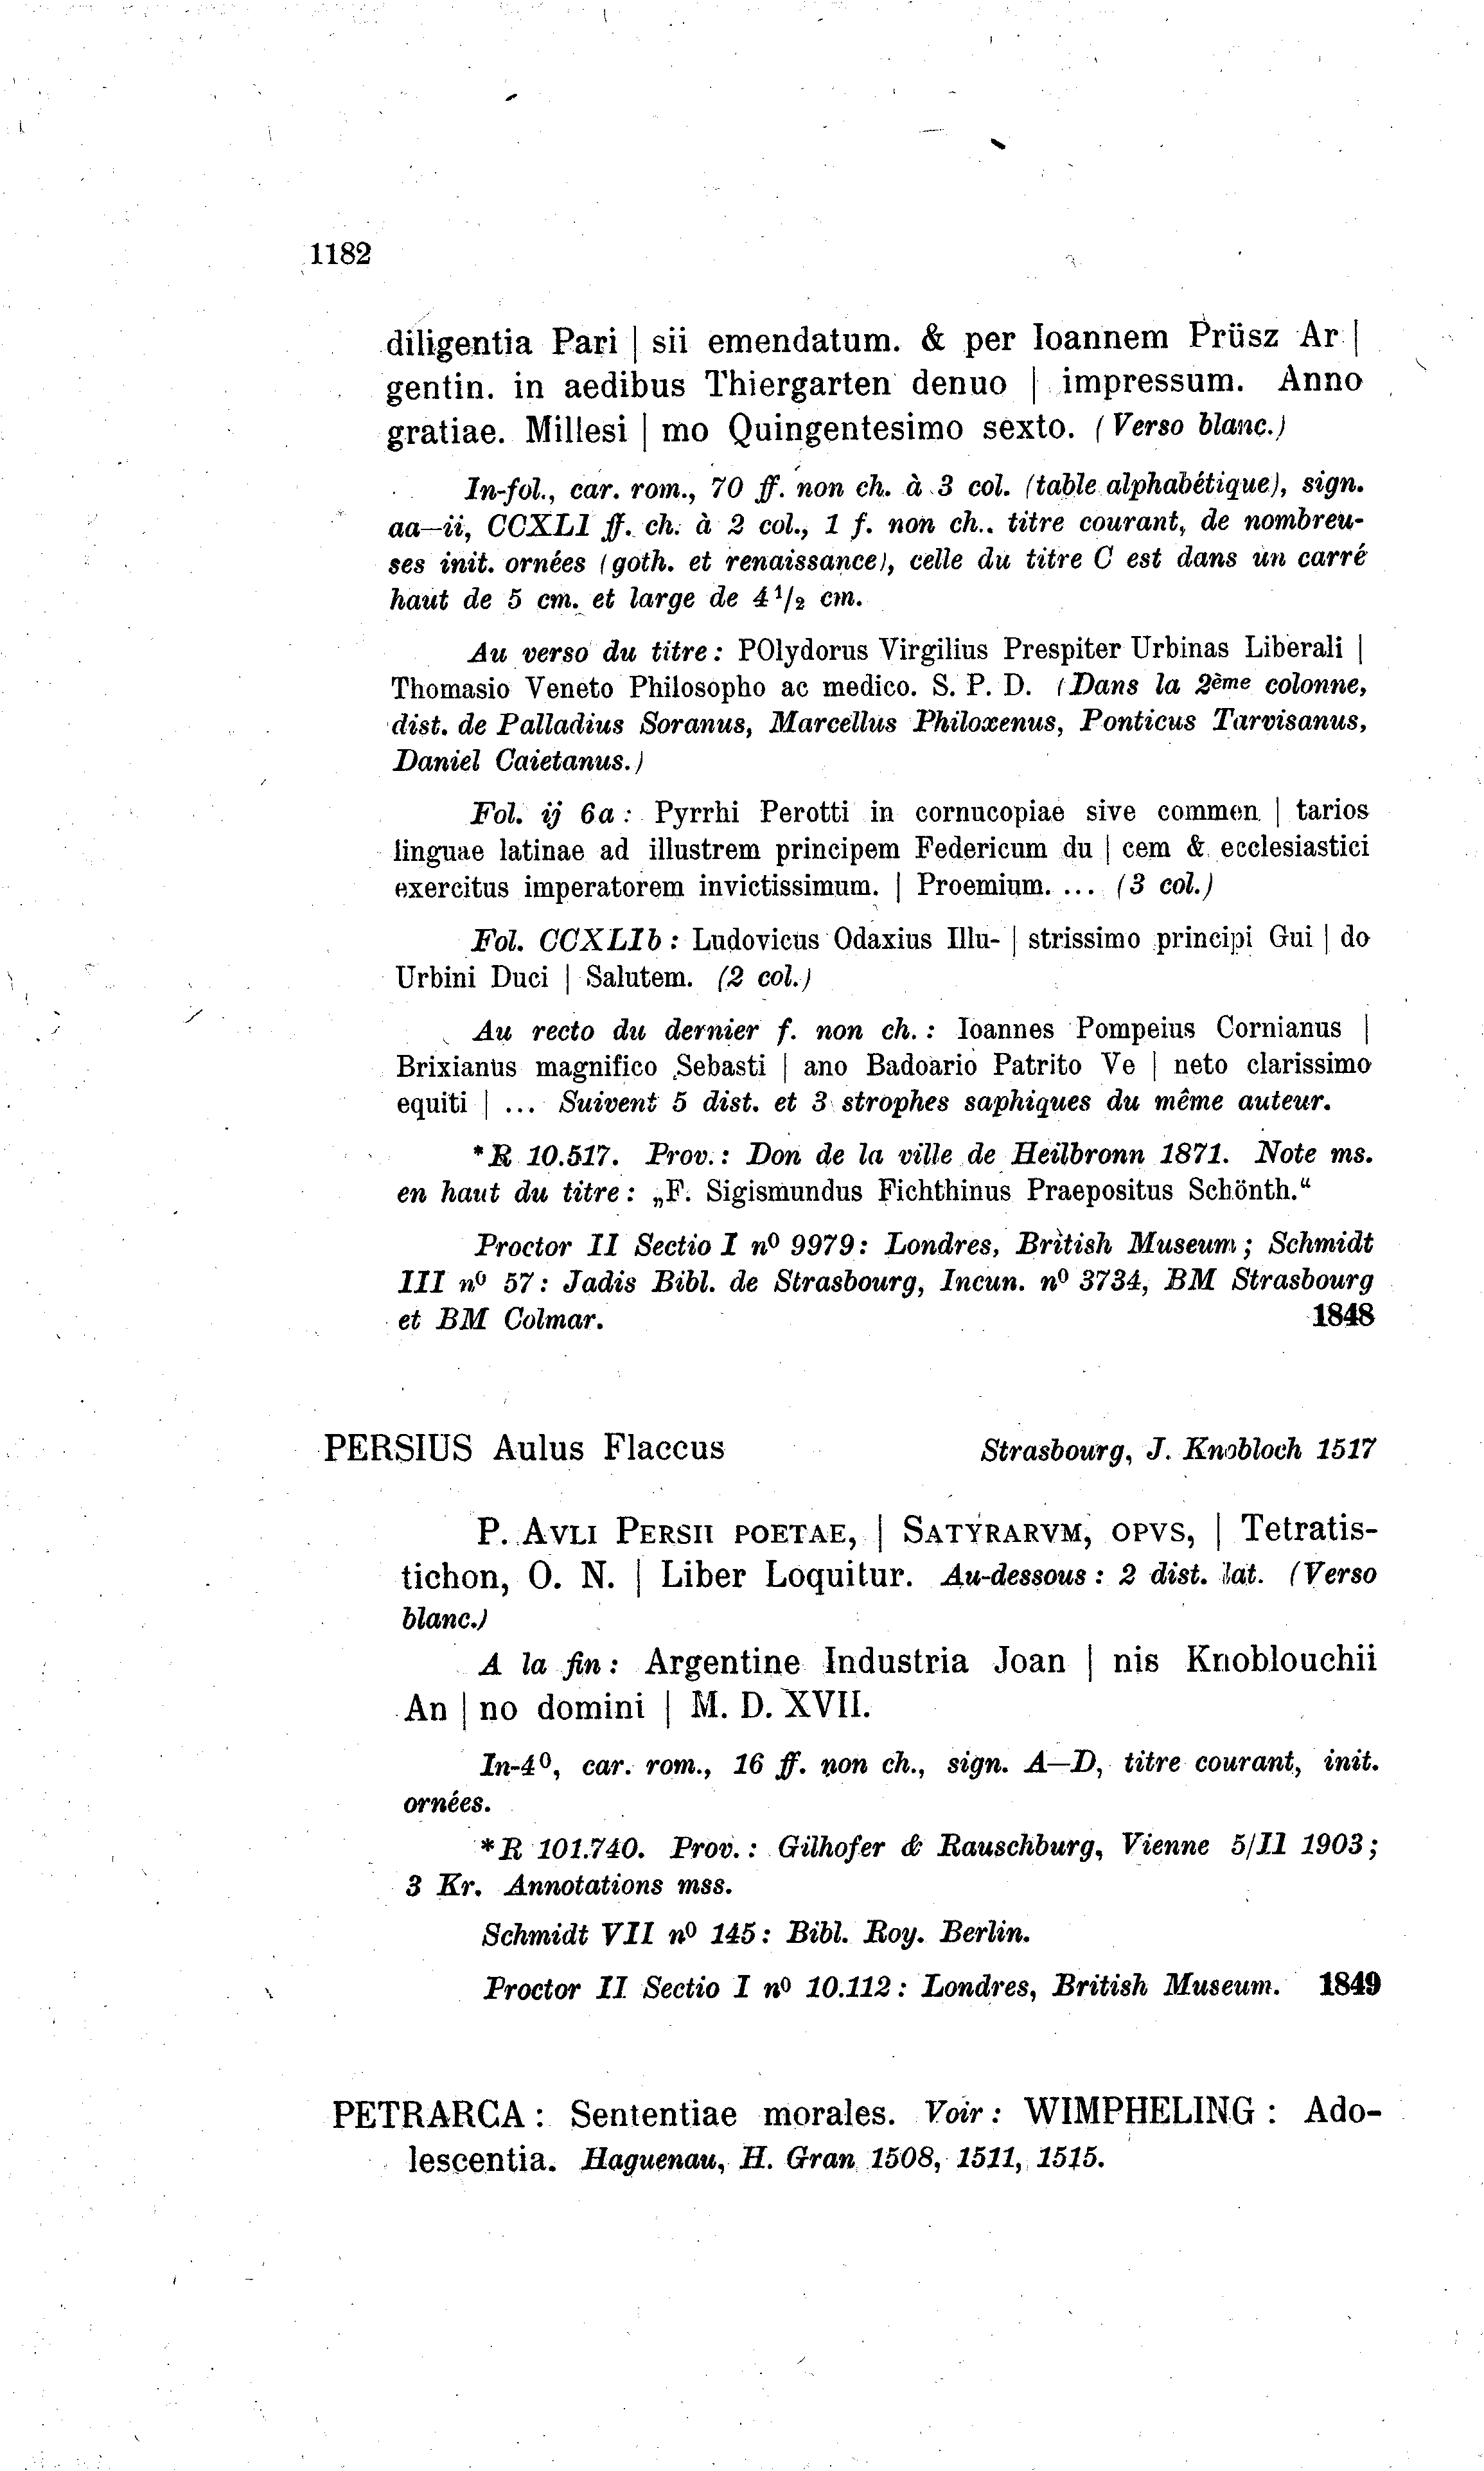 1182
diligentia Pari | sii emendatum. & per Ioannem Prüsz Ar |
gentin. in aedibus Thiergarten denuo | impressum. Anno
gratiae. Millesi | mo Quingentesimo sexto. (Verso blanc.)
In-fol., car. rom., 70 ff. non ch. à 3 col. (table alphabétique), sign.
aa—ii, CCXLI ff. ch. à 2 col., 1 f. non ch.. titre courant, de nombreu-
ses init. ornées (goth. et renaissance), celle du titre C est dans un carré
haut de 5 cm. et large de 4 1/2 cm.
Au verso du titre: POlydorus Virgilius Prespiter Urbinas Liberali |
Thomasio Veneto Philosopho ac medico. S. P. D. (Dans la 2ème colonne,
dist. de Palladius Soranus, Marcellus Philoxenus, Ponticus Tarvisanus,
Daniel Caietanus.)
Fol. ij 6a: Pyrrhi Perotti in cornucopiae sive commen | tarios
linguae latinae ad illustrem principem Federicum du | cem & ecclesiastici
exercitus imperatorem invictissimum. | Proemium. ... (3 col.)
Fol. CCXLIb: Ludovicus Odaxius Illu- | strissimo principi Gui | do
Urbini Duci | Salutem. (2 col.)
Au recto du dernier f. non ch.: Ioannes Pompeius Cornianus |
Brixianus magnifico Sebasti | ano Badoario Patrito Ve | neto clarissimo
equiti | ... Suivent 5 dist. et 3 strophes saphiques du même auteur.
*R 10.517. Prov.: Don de la ville de Heilbronn 1871. Note ms.
en haut du titre: „F. Sigismundus Fichthinus Praepositus Schönth."
Proctor II Sectio I nº 9979: Londres, British Museum; Schmidt
III nº 57: Jadis Bibl. de Strasbourg, Incun. nº 3734, BM Strasbourg
et BM Colmar. 1848
PERSIUS Aulus Flaccus Strasbourg, J. Knobloch 1517
P. AVLI PERSII POETAE, | SATYRARVM, OPVS, | Tetratis-
tichon, O. N. | Liber Loquitur. Au-dessous: 2 dist. lat. (Verso
blanc.)
A la fin: Argentine Industria Joan | nis Knoblouchii
An | no domini | M. D. XVII.
In-4º, car. rom., 16 ff. non ch., sign. A—D, titre courant, init.
ornées.
*R 101.740. Prov.: Gilhofer & Rauschburg, Vienne 5/II 1903;
3 Kr. Annotations mss.
Schmidt VII nº 145: Bibl. Roy. Berlin.
Proctor II Sectio I nº 10.112: Londres, British Museum. 1849
PETRARCA: Sententiae morales. Voir: WIMPHELING: Ado-
lescentia. Haguenau, H. Gran 1508, 1511, 1515.